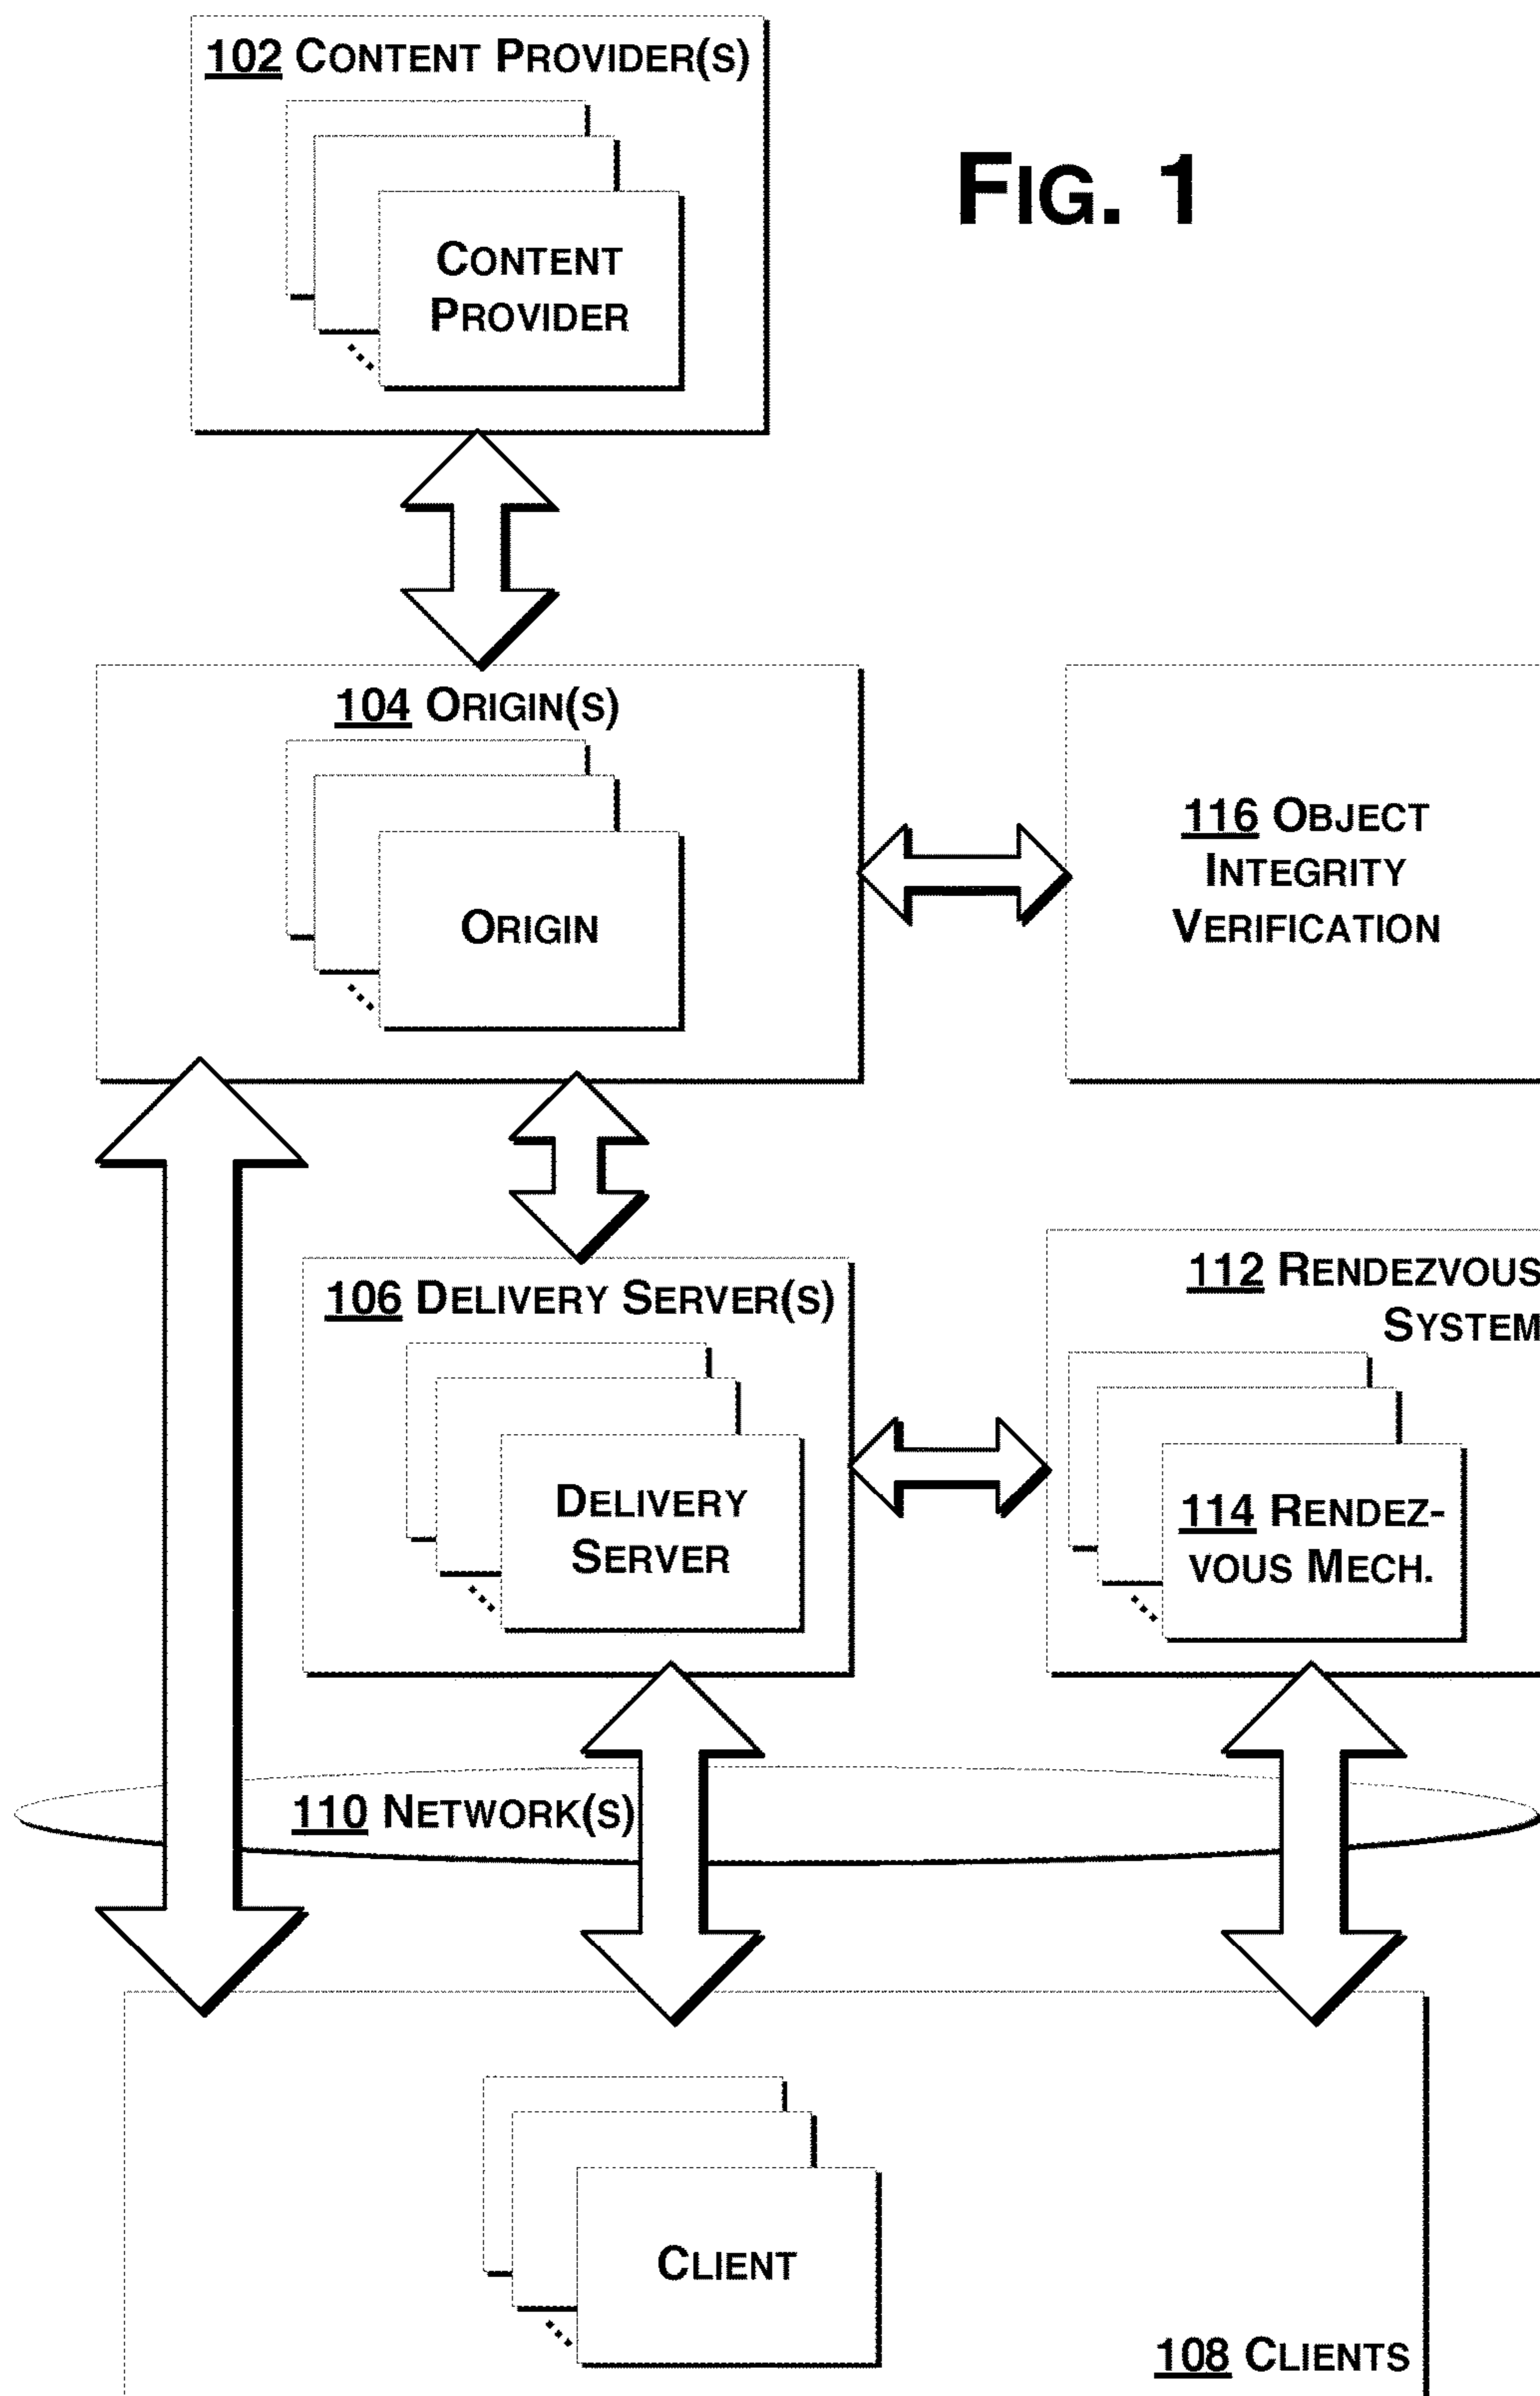 102 CONTENT PROVIDER(S)
FIG. 1
CONTENT
PROVIDER
104 ORIGIN(S)
ORIGIN
116 OBJECT
INTEGRITY
VERIFICATION
106 DELIVERY SERVER(S)
DELIVERY
SERVER
112 RENDEZVOUS
SYSTEM
114 RENDEZ-
VOUS MECH.
110 NETWORK(S)
CLIENT
108 CLIENTS